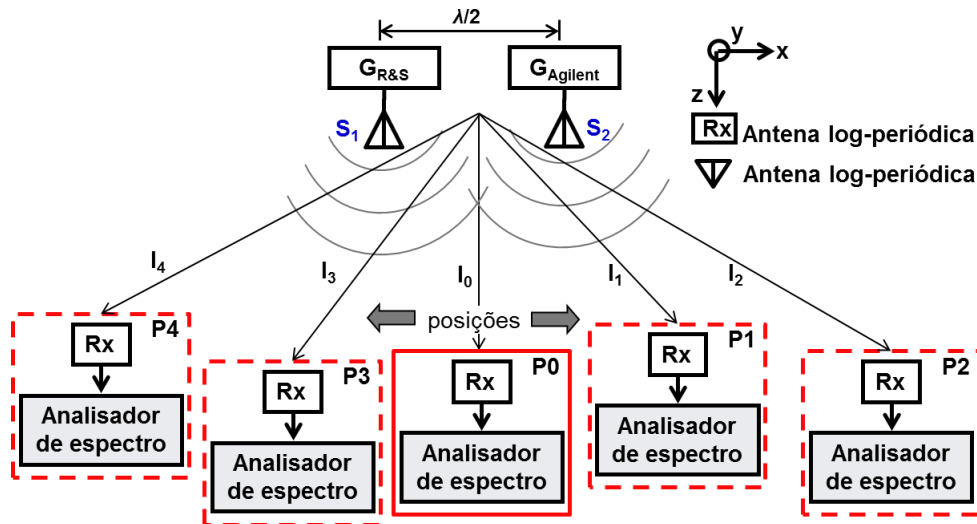 λ/2
G_R&S
G_Agilent
y
x
z
S₁
S₂
Rx
Antena log-periódica
Antena log-periódica
I₄
I₃
I₀
I₁
I₂
posições
P4
Rx
Analisador
de espectro
P3
Rx
Analisador
de espectro
P0
Rx
Analisador
de espectro
P1
Rx
Analisador
de espectro
P2
Rx
Analisador
de espectro